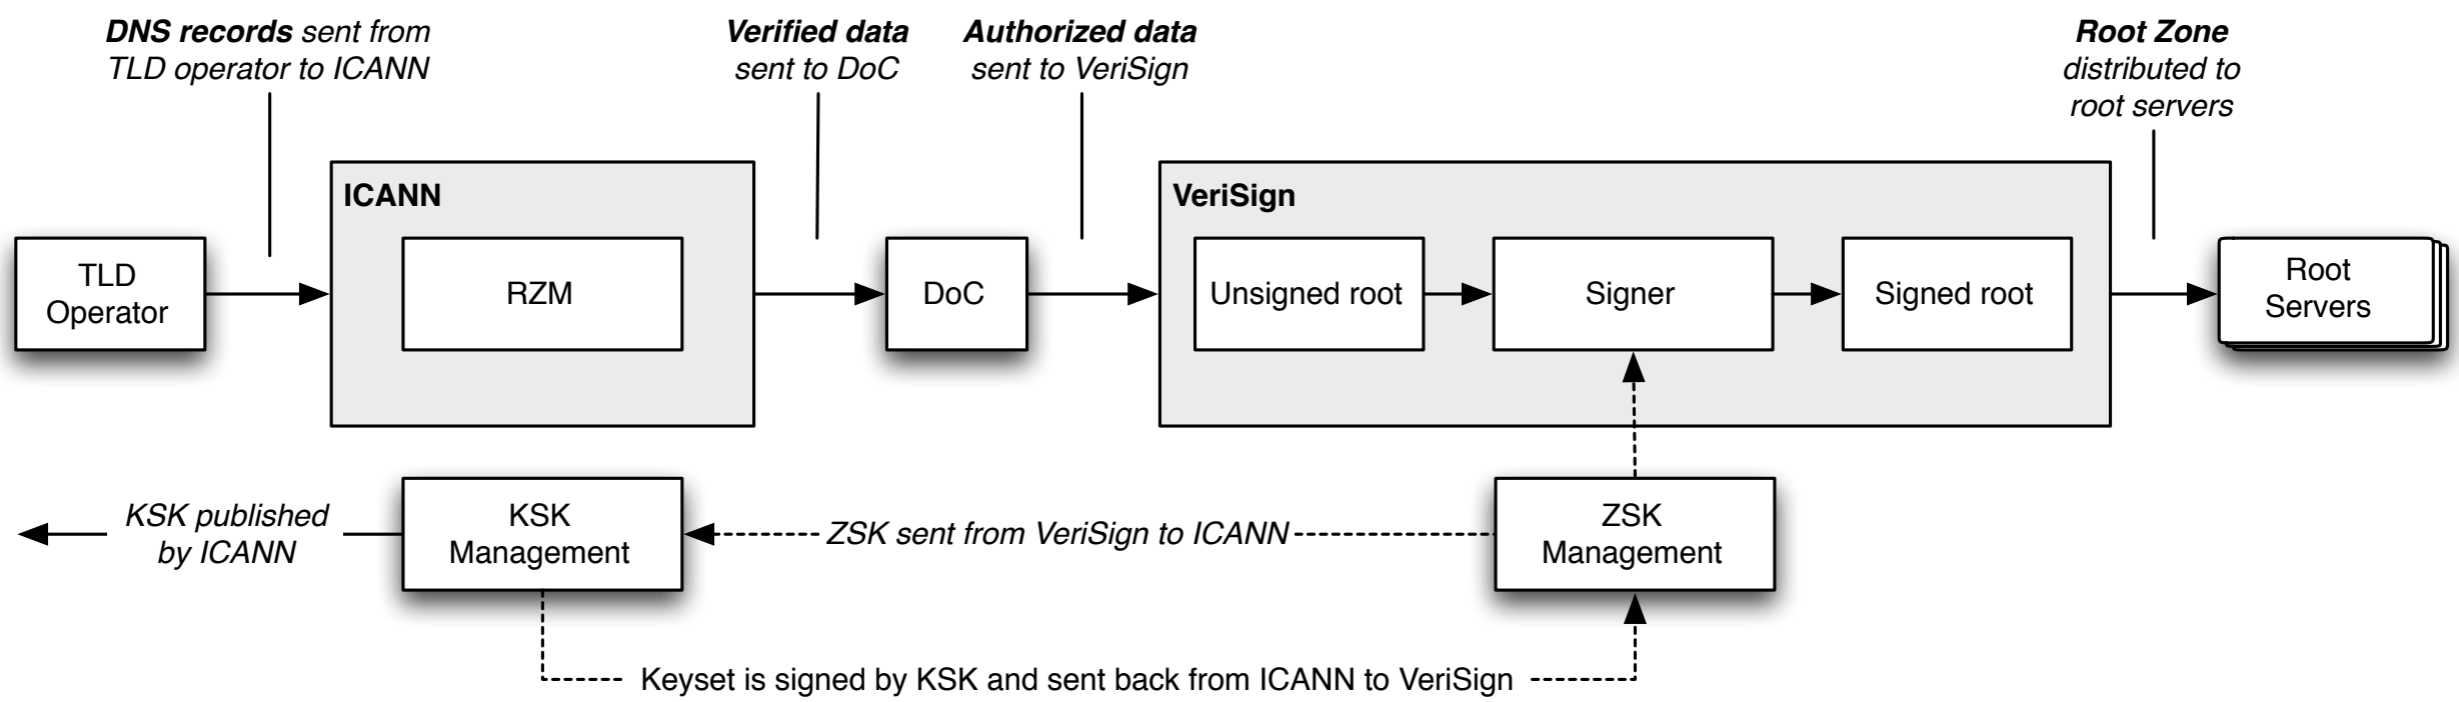 DNS records sent from
TLD operator to ICANN
Verified data
sent to DoC
Authorized data
sent to VeriSign
Root Zone
distributed to
root servers
ICANN
VeriSign
TLD
Operator
RZM
DoC
Unsigned root
Signer
Signed root
Root
Servers
KSK published
by ICANN
KSK
Management
ZSK sent from VeriSign to ICANN
ZSK
Management
Keyset is signed by KSK and sent back from ICANN to VeriSign